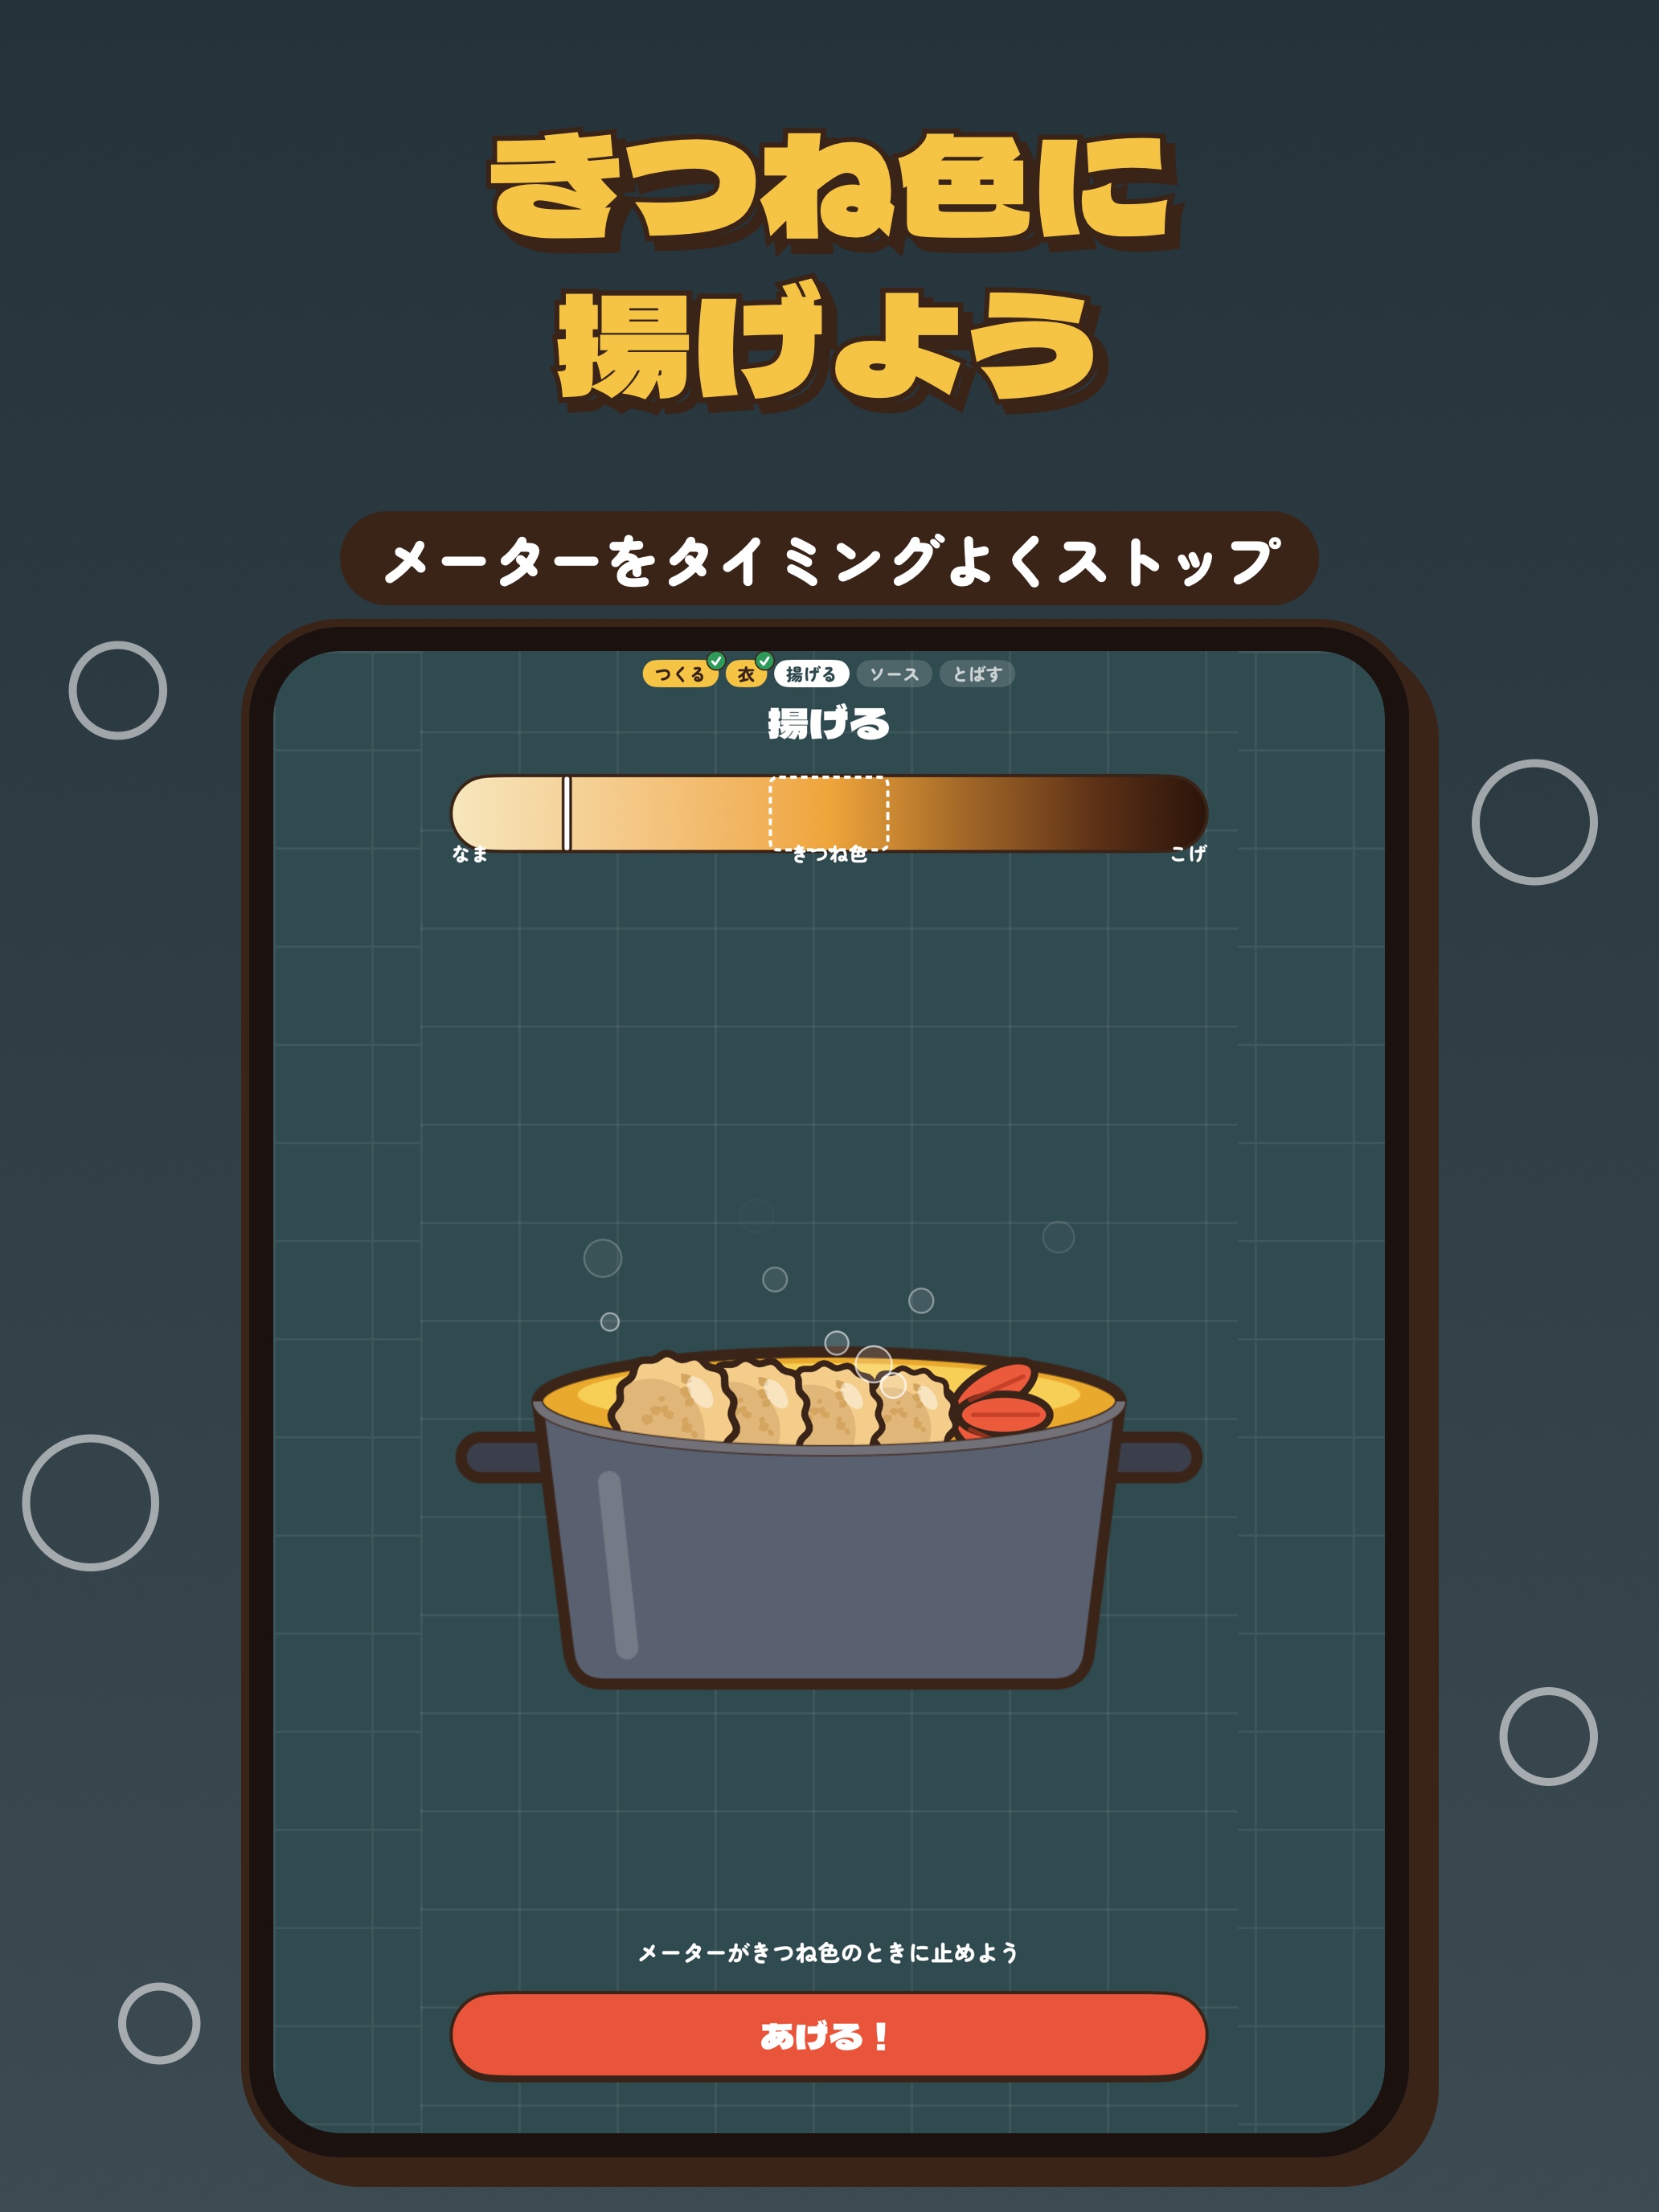 きつね色に
揚げよう
メーターをタイミングよくストップ
つくる 衣 揚げる ソース とばす
揚げる
なま きつね色 こげ
メーターがきつね色のときに止めよう
あげる！